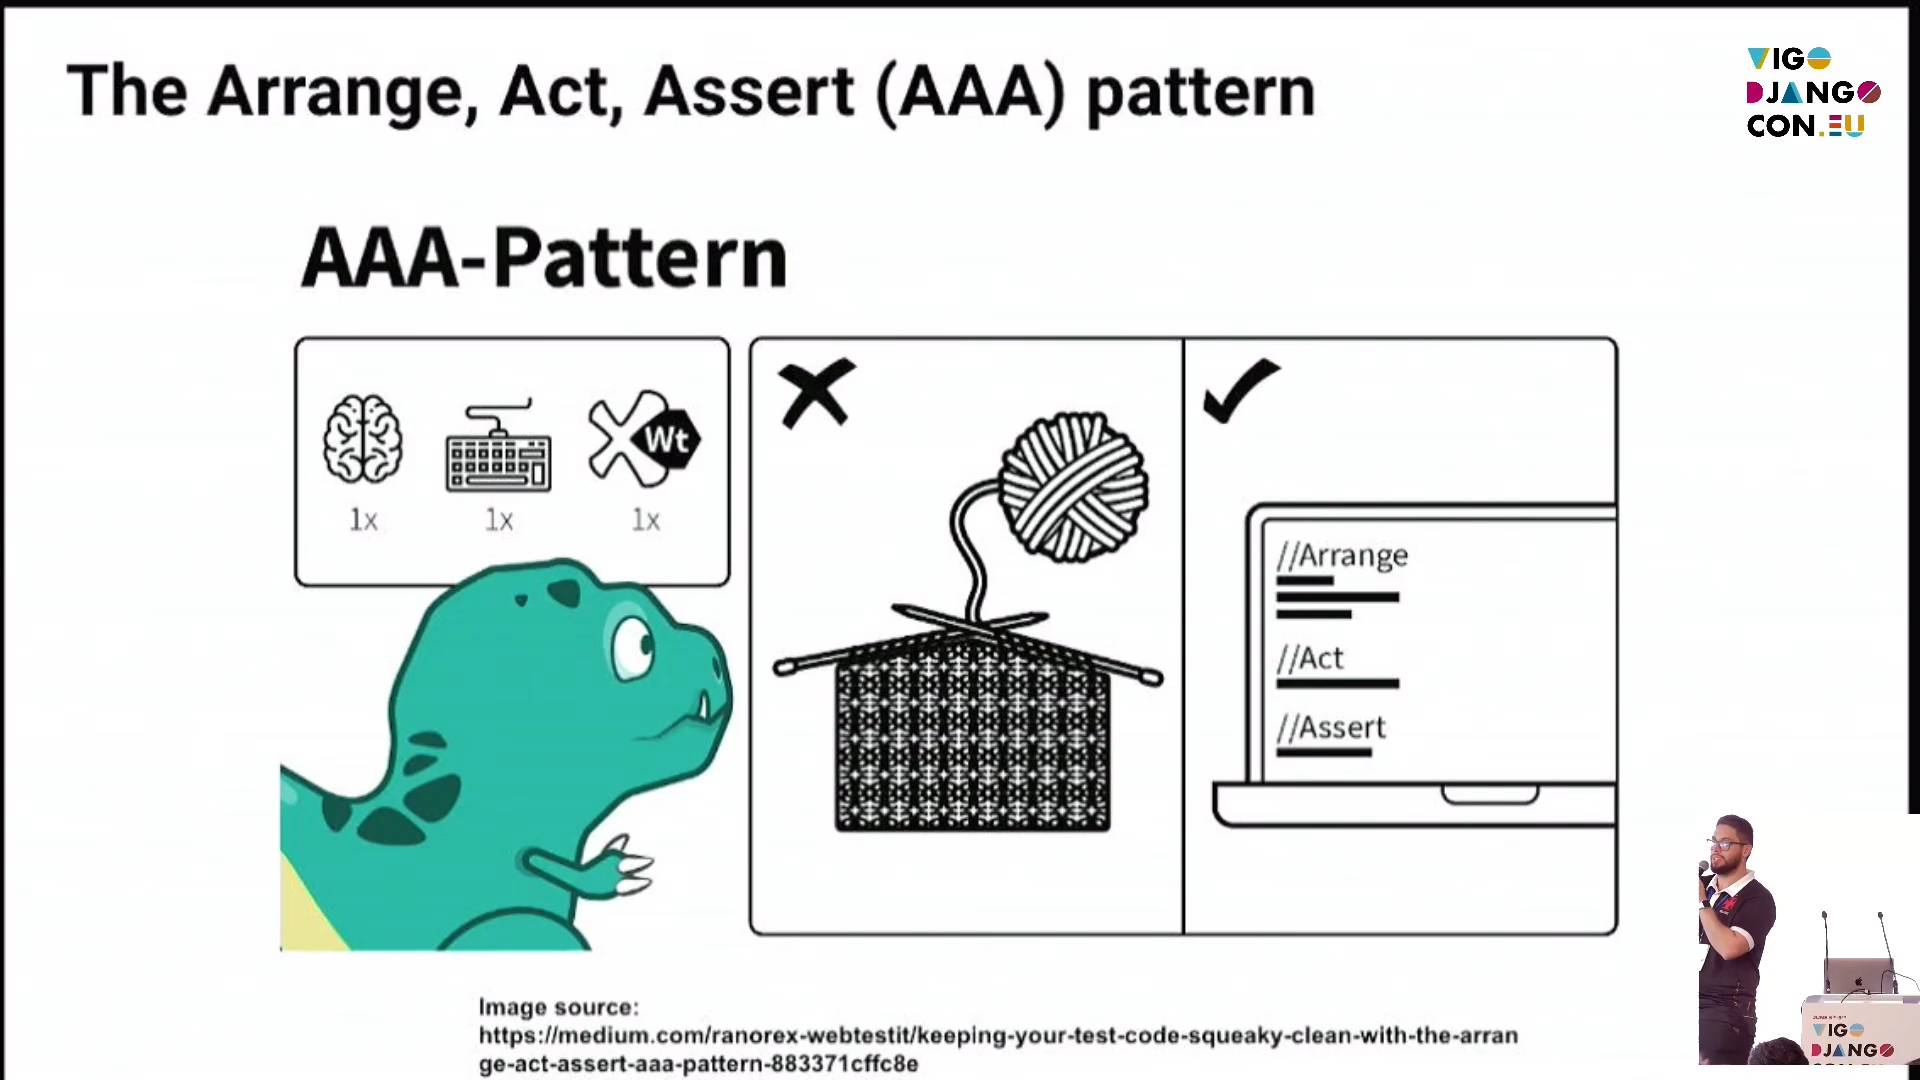 The Arrange, Act, Assert (AAA) pattern
VIGO
DJANGO
CON.EU
AAA-Pattern
Wt
1x
1x
1x
//Arrange
//Act
//Assert
Image source:
https://medium.com/ranorex-webtestit/keeping-your-test-code-squeaky-clean-with-the-arran
ge-act-assert-aaa-pattern-883371cffc8e
VIGO
DJANGO
CON.EU